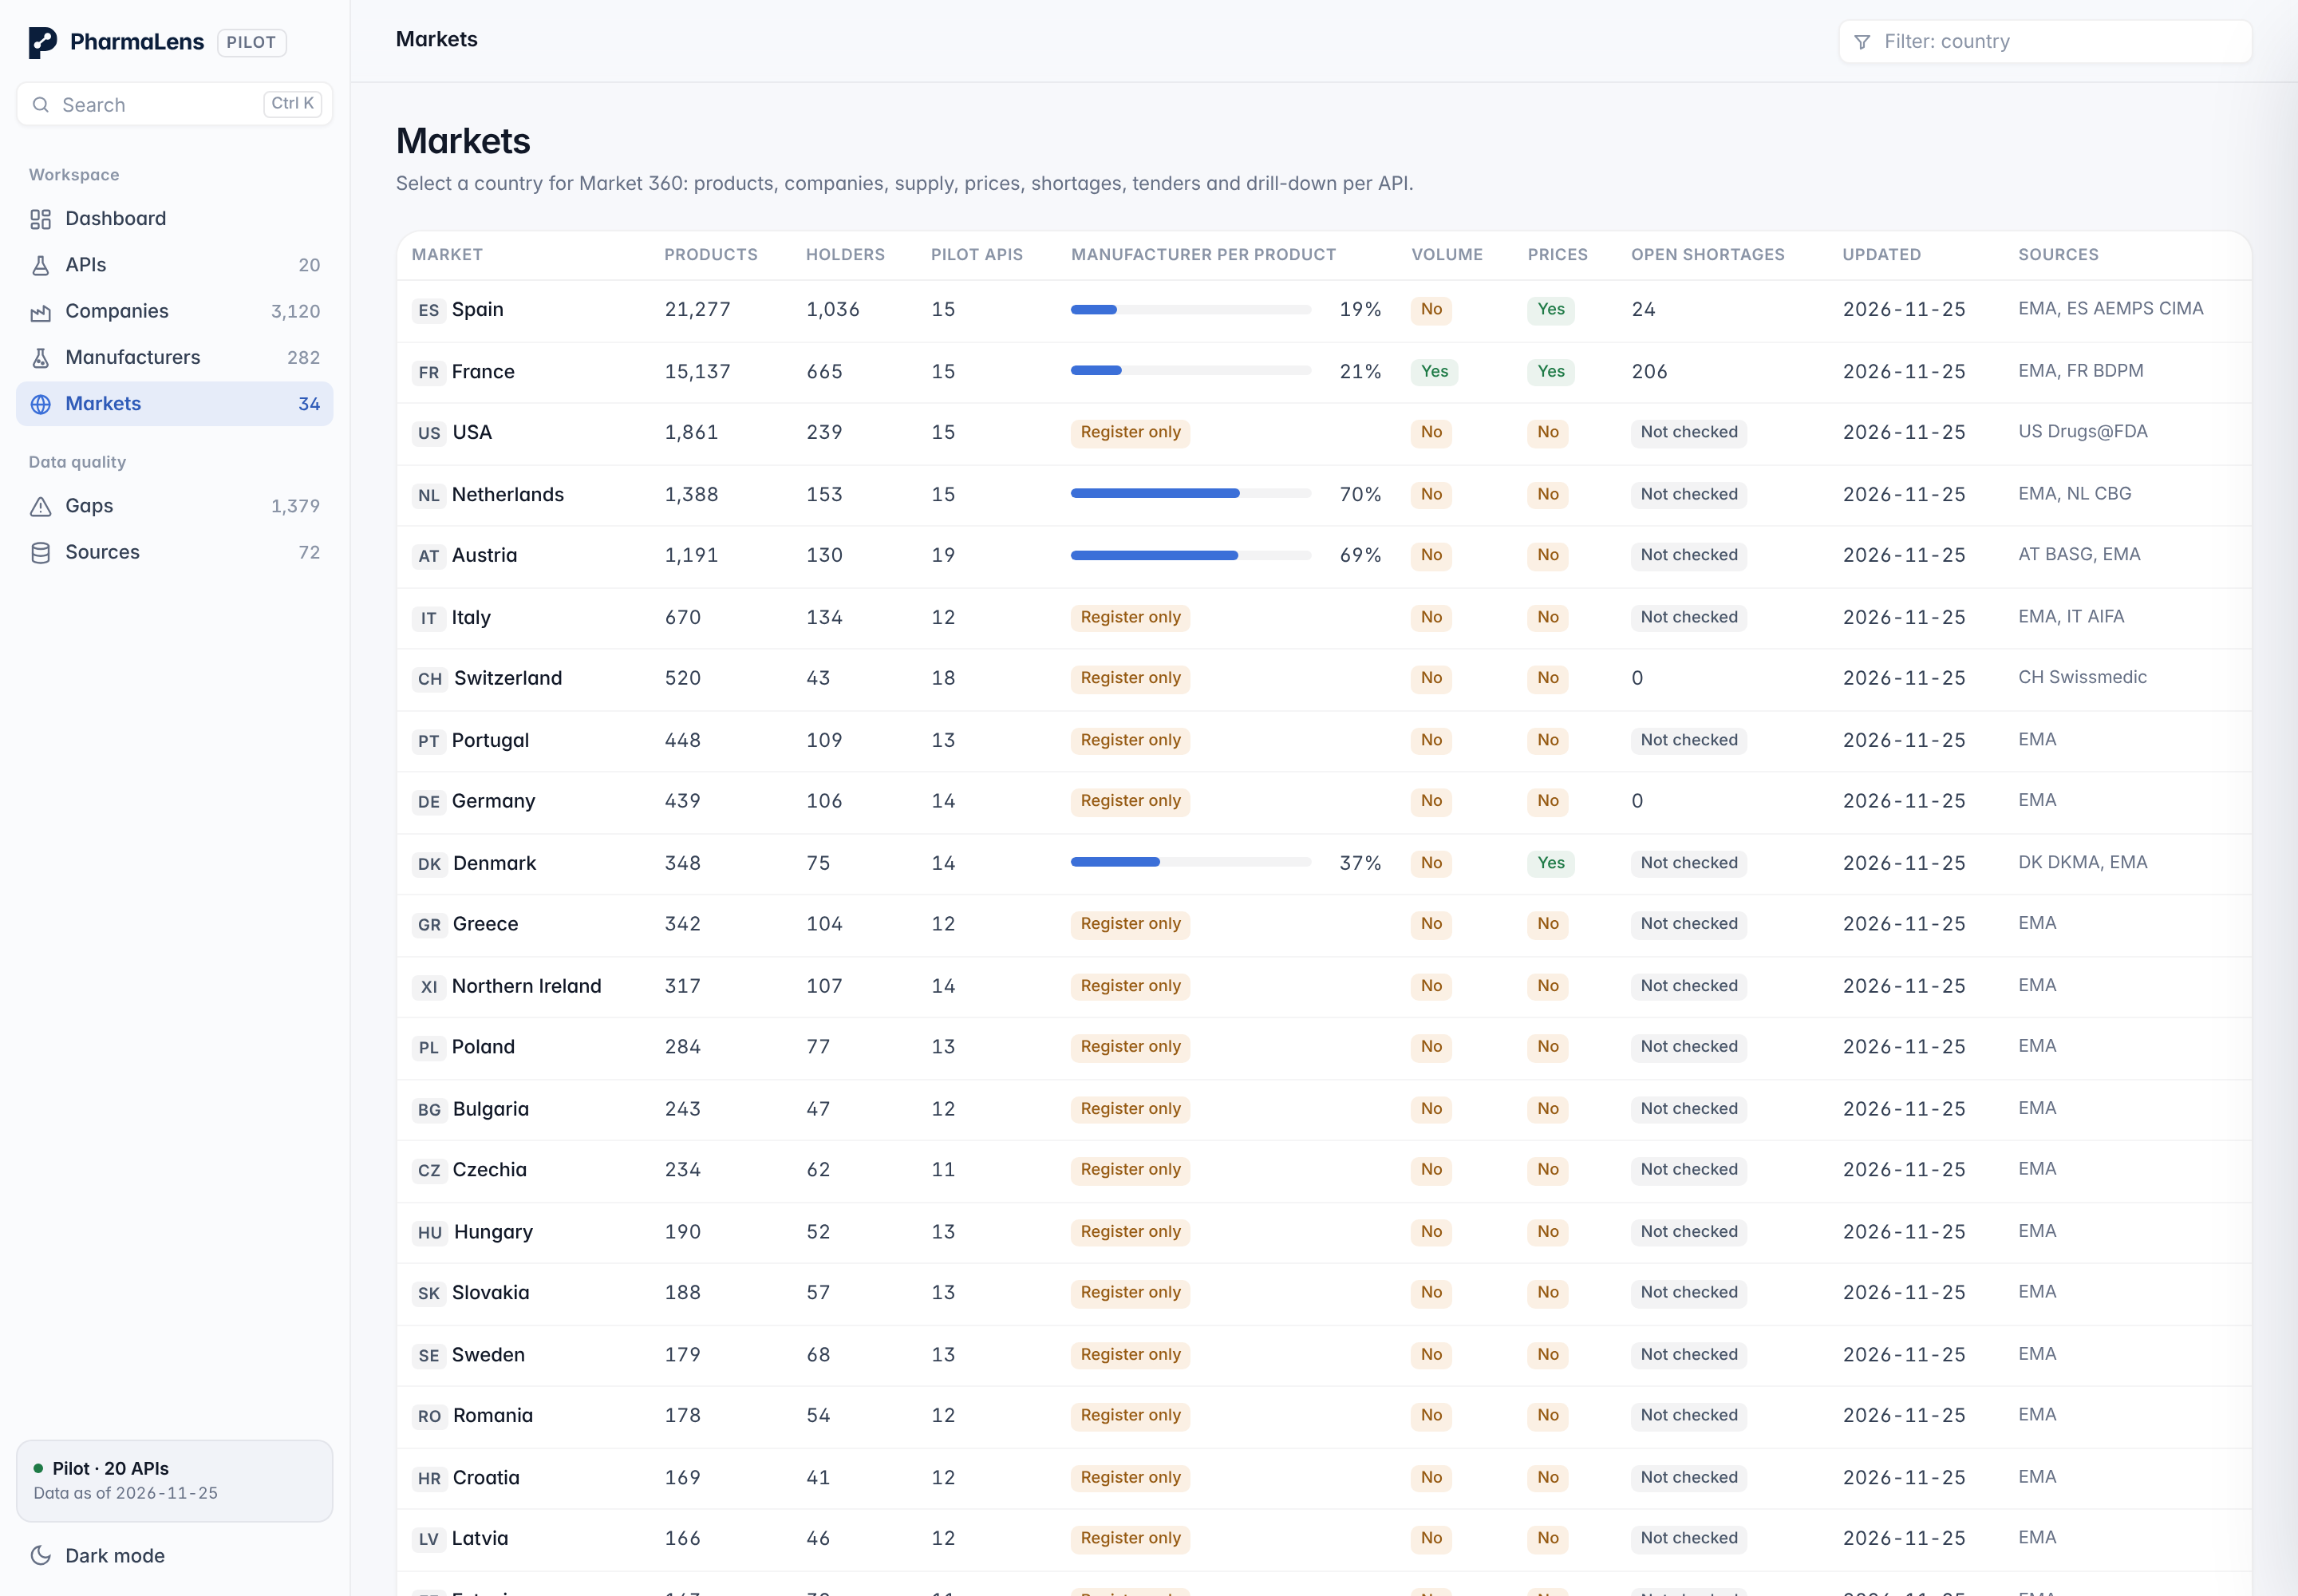 PharmaLens PILOT
Search Ctrl K
Workspace
Dashboard
APIs 20
Companies 3,120
Manufacturers 282
Markets 34
Data quality
Gaps 1,379
Sources 72
Pilot · 20 APIs
Data as of 2026-11-25
Dark mode
Markets
Filter: country
Markets
Select a country for Market 360: products, companies, supply, prices, shortages, tenders and drill-down per API.
MARKET PRODUCTS HOLDERS PILOT APIS MANUFACTURER PER PRODUCT VOLUME PRICES OPEN SHORTAGES UPDATED SOURCES
ES Spain 21,277 1,036 15 19% No Yes 24 2026-11-25 EMA, ES AEMPS CIMA
FR France 15,137 665 15 21% Yes Yes 206 2026-11-25 EMA, FR BDPM
US USA 1,861 239 15 Register only No No Not checked 2026-11-25 US Drugs@FDA
NL Netherlands 1,388 153 15 70% No No Not checked 2026-11-25 EMA, NL CBG
AT Austria 1,191 130 19 69% No No Not checked 2026-11-25 AT BASG, EMA
IT Italy 670 134 12 Register only No No Not checked 2026-11-25 EMA, IT AIFA
CH Switzerland 520 43 18 Register only No No 0 2026-11-25 CH Swissmedic
PT Portugal 448 109 13 Register only No No Not checked 2026-11-25 EMA
DE Germany 439 106 14 Register only No No 0 2026-11-25 EMA
DK Denmark 348 75 14 37% No Yes Not checked 2026-11-25 DK DKMA, EMA
GR Greece 342 104 12 Register only No No Not checked 2026-11-25 EMA
XI Northern Ireland 317 107 14 Register only No No Not checked 2026-11-25 EMA
PL Poland 284 77 13 Register only No No Not checked 2026-11-25 EMA
BG Bulgaria 243 47 12 Register only No No Not checked 2026-11-25 EMA
CZ Czechia 234 62 11 Register only No No Not checked 2026-11-25 EMA
HU Hungary 190 52 13 Register only No No Not checked 2026-11-25 EMA
SK Slovakia 188 57 13 Register only No No Not checked 2026-11-25 EMA
SE Sweden 179 68 13 Register only No No Not checked 2026-11-25 EMA
RO Romania 178 54 12 Register only No No Not checked 2026-11-25 EMA
HR Croatia 169 41 12 Register only No No Not checked 2026-11-25 EMA
LV Latvia 166 46 12 Register only No No Not checked 2026-11-25 EMA